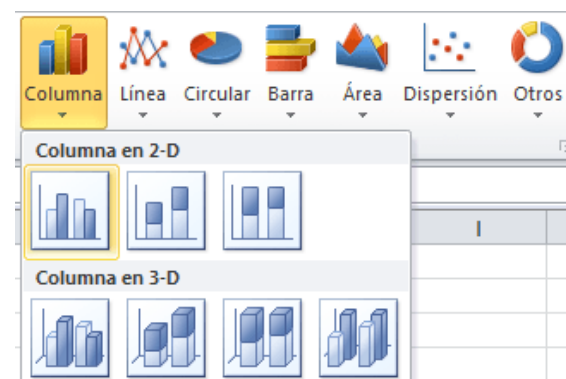 Columna Línea Circular Barra Área Dispersión Otros
Columna en 2-D
I
Columna en 3-D